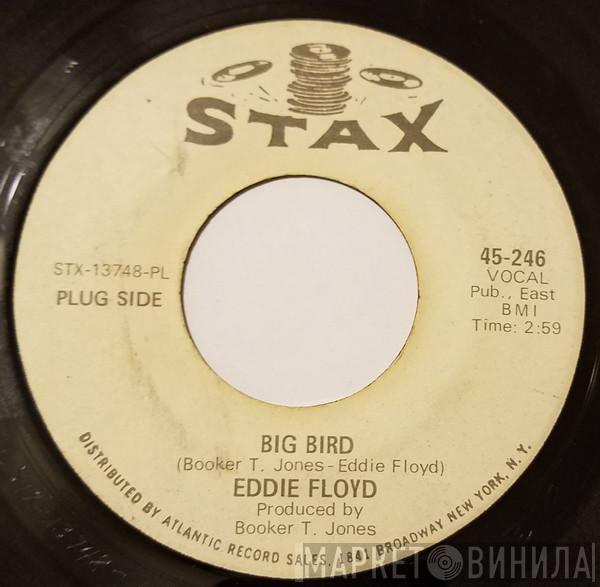 STAX
STX-13748-PL
PLUG SIDE
45-246
VOCAL
Pub., East
BMI
Time: 2:59
BIG BIRD
(Booker T. Jones-Eddie Floyd)
EDDIE FLOYD
Produced by
Booker T. Jones
DISTRIBUTED BY ATLANTIC RECORD SALES, 1841 BROADWAY NEW YORK, N. Y.
МАРКЕТ ВИНИЛА